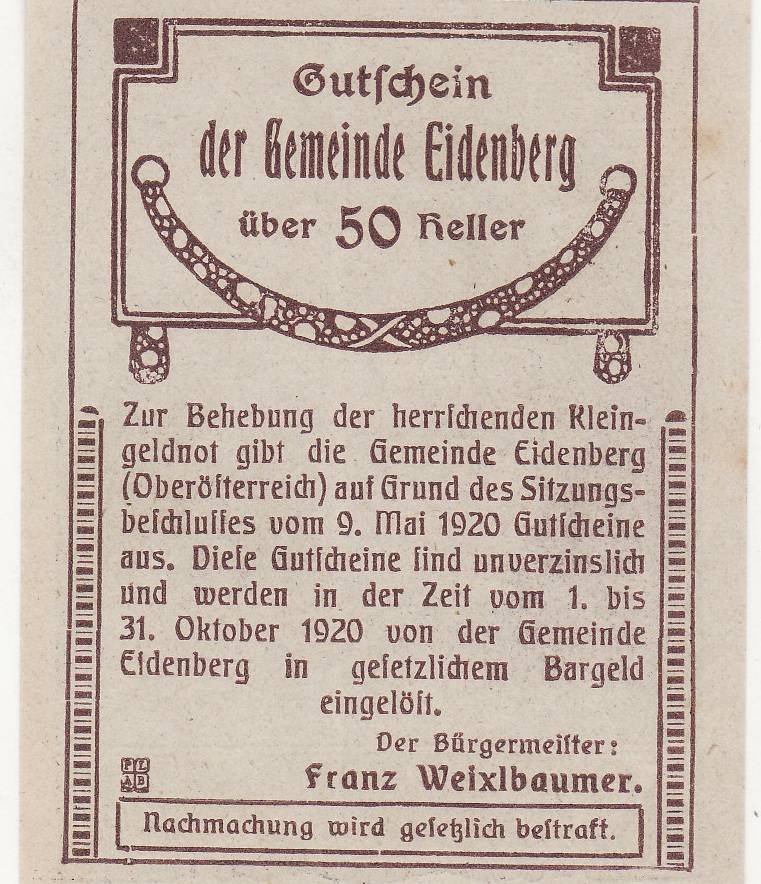 Gutſchein
der Gemeinde Eidenberg
über 50 Heller
Zur Behebung der herrſchenden Klein-
geldnot gibt die Gemeinde Eidenberg
(Oberöſterreich) auf Grund des Sitzungs-
beſchluſſes vom 9. Mai 1920 Gutſcheine
aus. Dieſe Gutſcheine ſind unverzinslich
und werden in der Zeit vom 1. bis
31. Oktober 1920 von der Gemeinde
Eidenberg in geſetzlichem Bargeld
eingelöſt.
Der Bürgermeiſter:
Franz Weixlbaumer.
Nachmachung wird geſetzlich beſtraft.